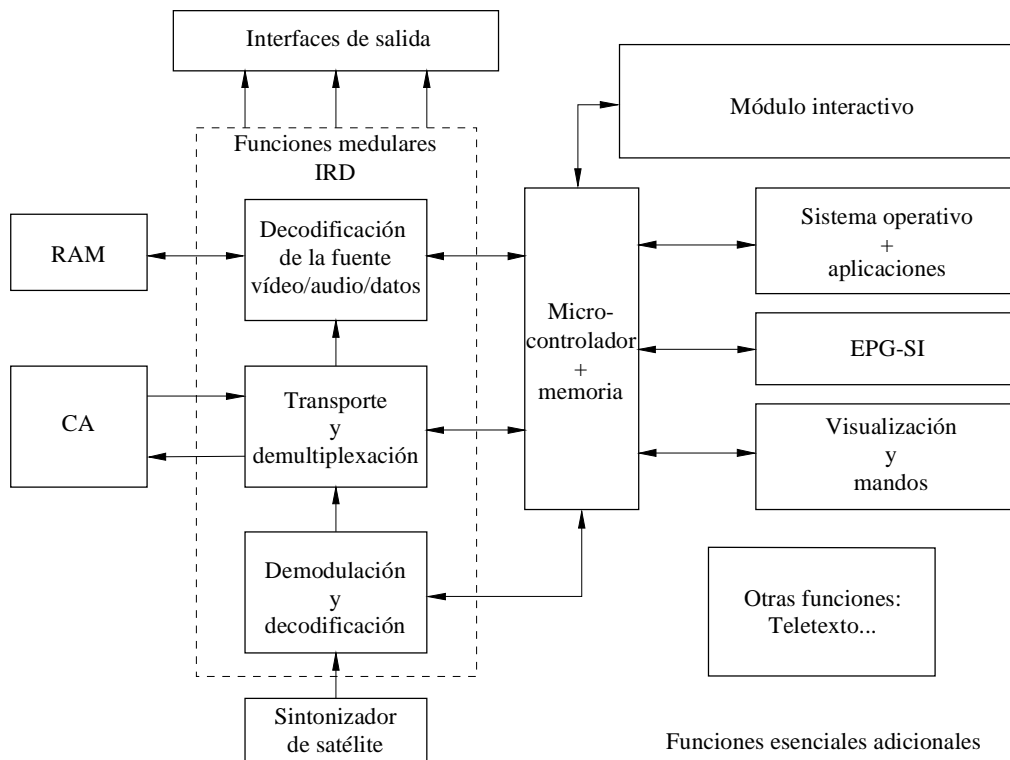 Interfaces de salida
Módulo interactivo
Funciones medulares
IRD
RAM
Decodificación
de la fuente
vídeo/audio/datos
Sistema operativo
+
aplicaciones
Micro-
controlador
+
memoria
EPG-SI
CA
Transporte
y
demultiplexación
Visualización
y
mandos
Demodulación
y
decodificación
Otras funciones:
Teletexto...
Sintonizador
de satélite
Funciones esenciales adicionales